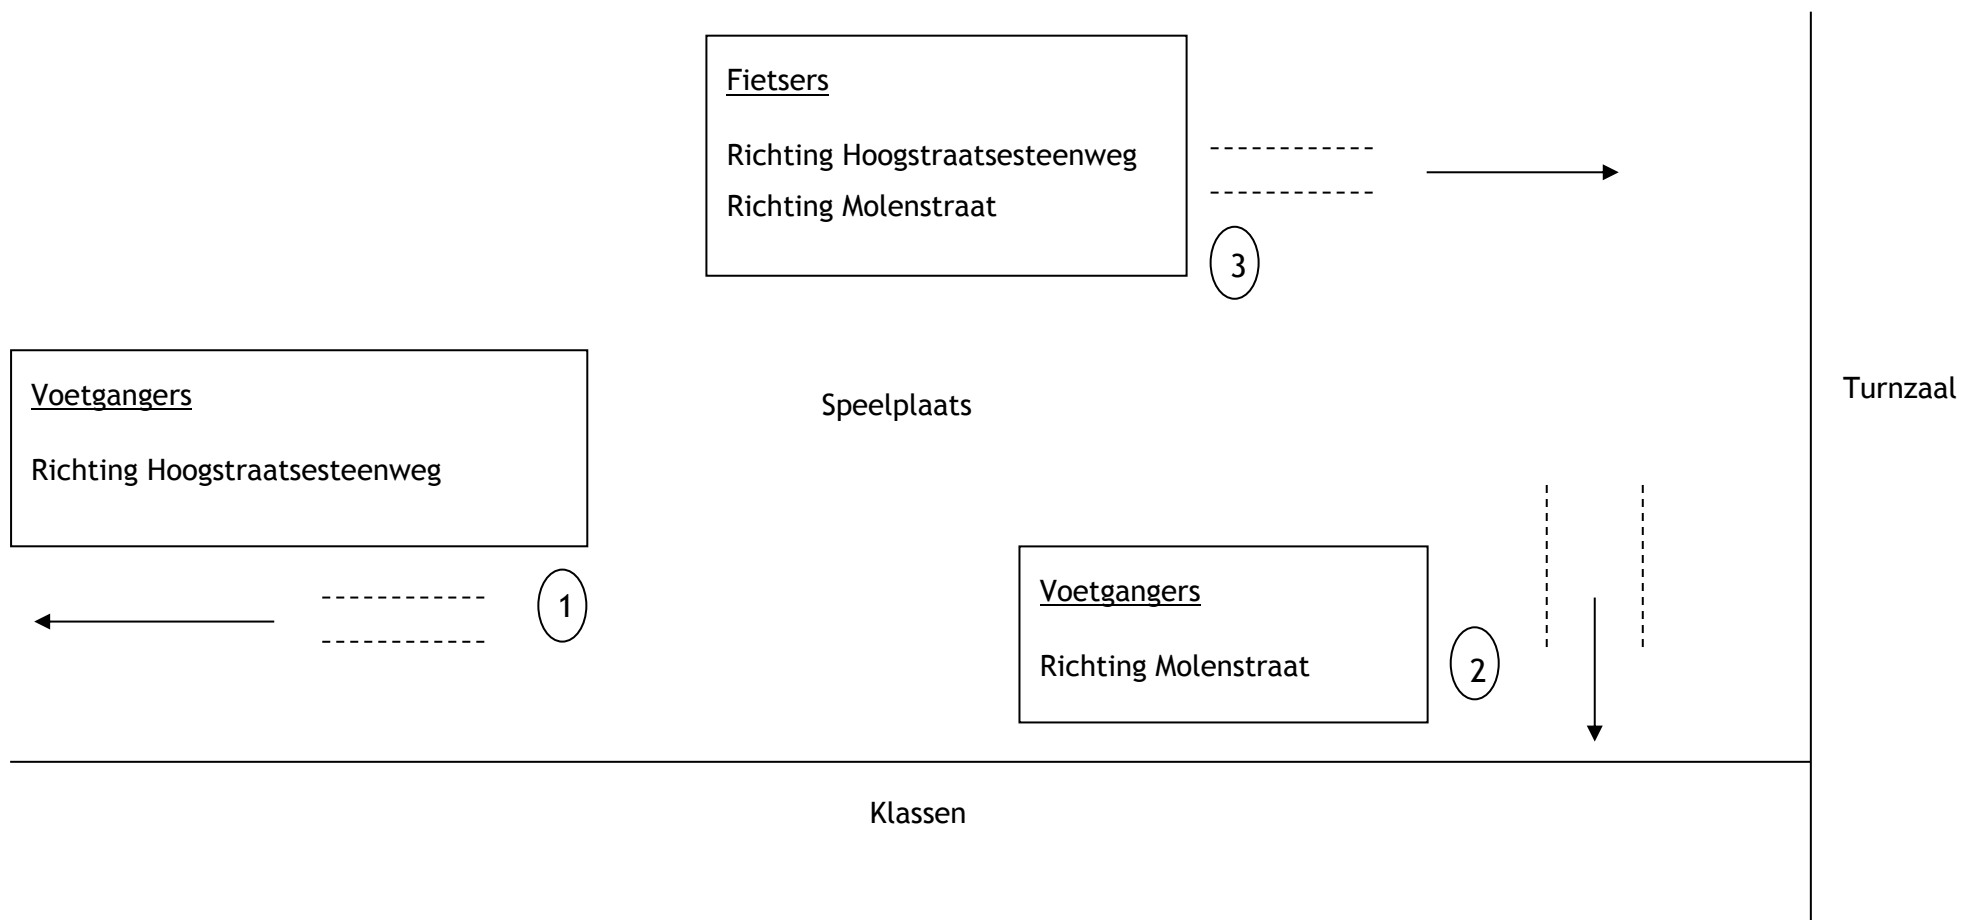 Fietsers
Richting Hoogstraatsesteenweg
Richting Molenstraat
3
Voetgangers
Richting Hoogstraatsesteenweg
Speelplaats
Turnzaal
1
Voetgangers
Richting Molenstraat
2
Klassen